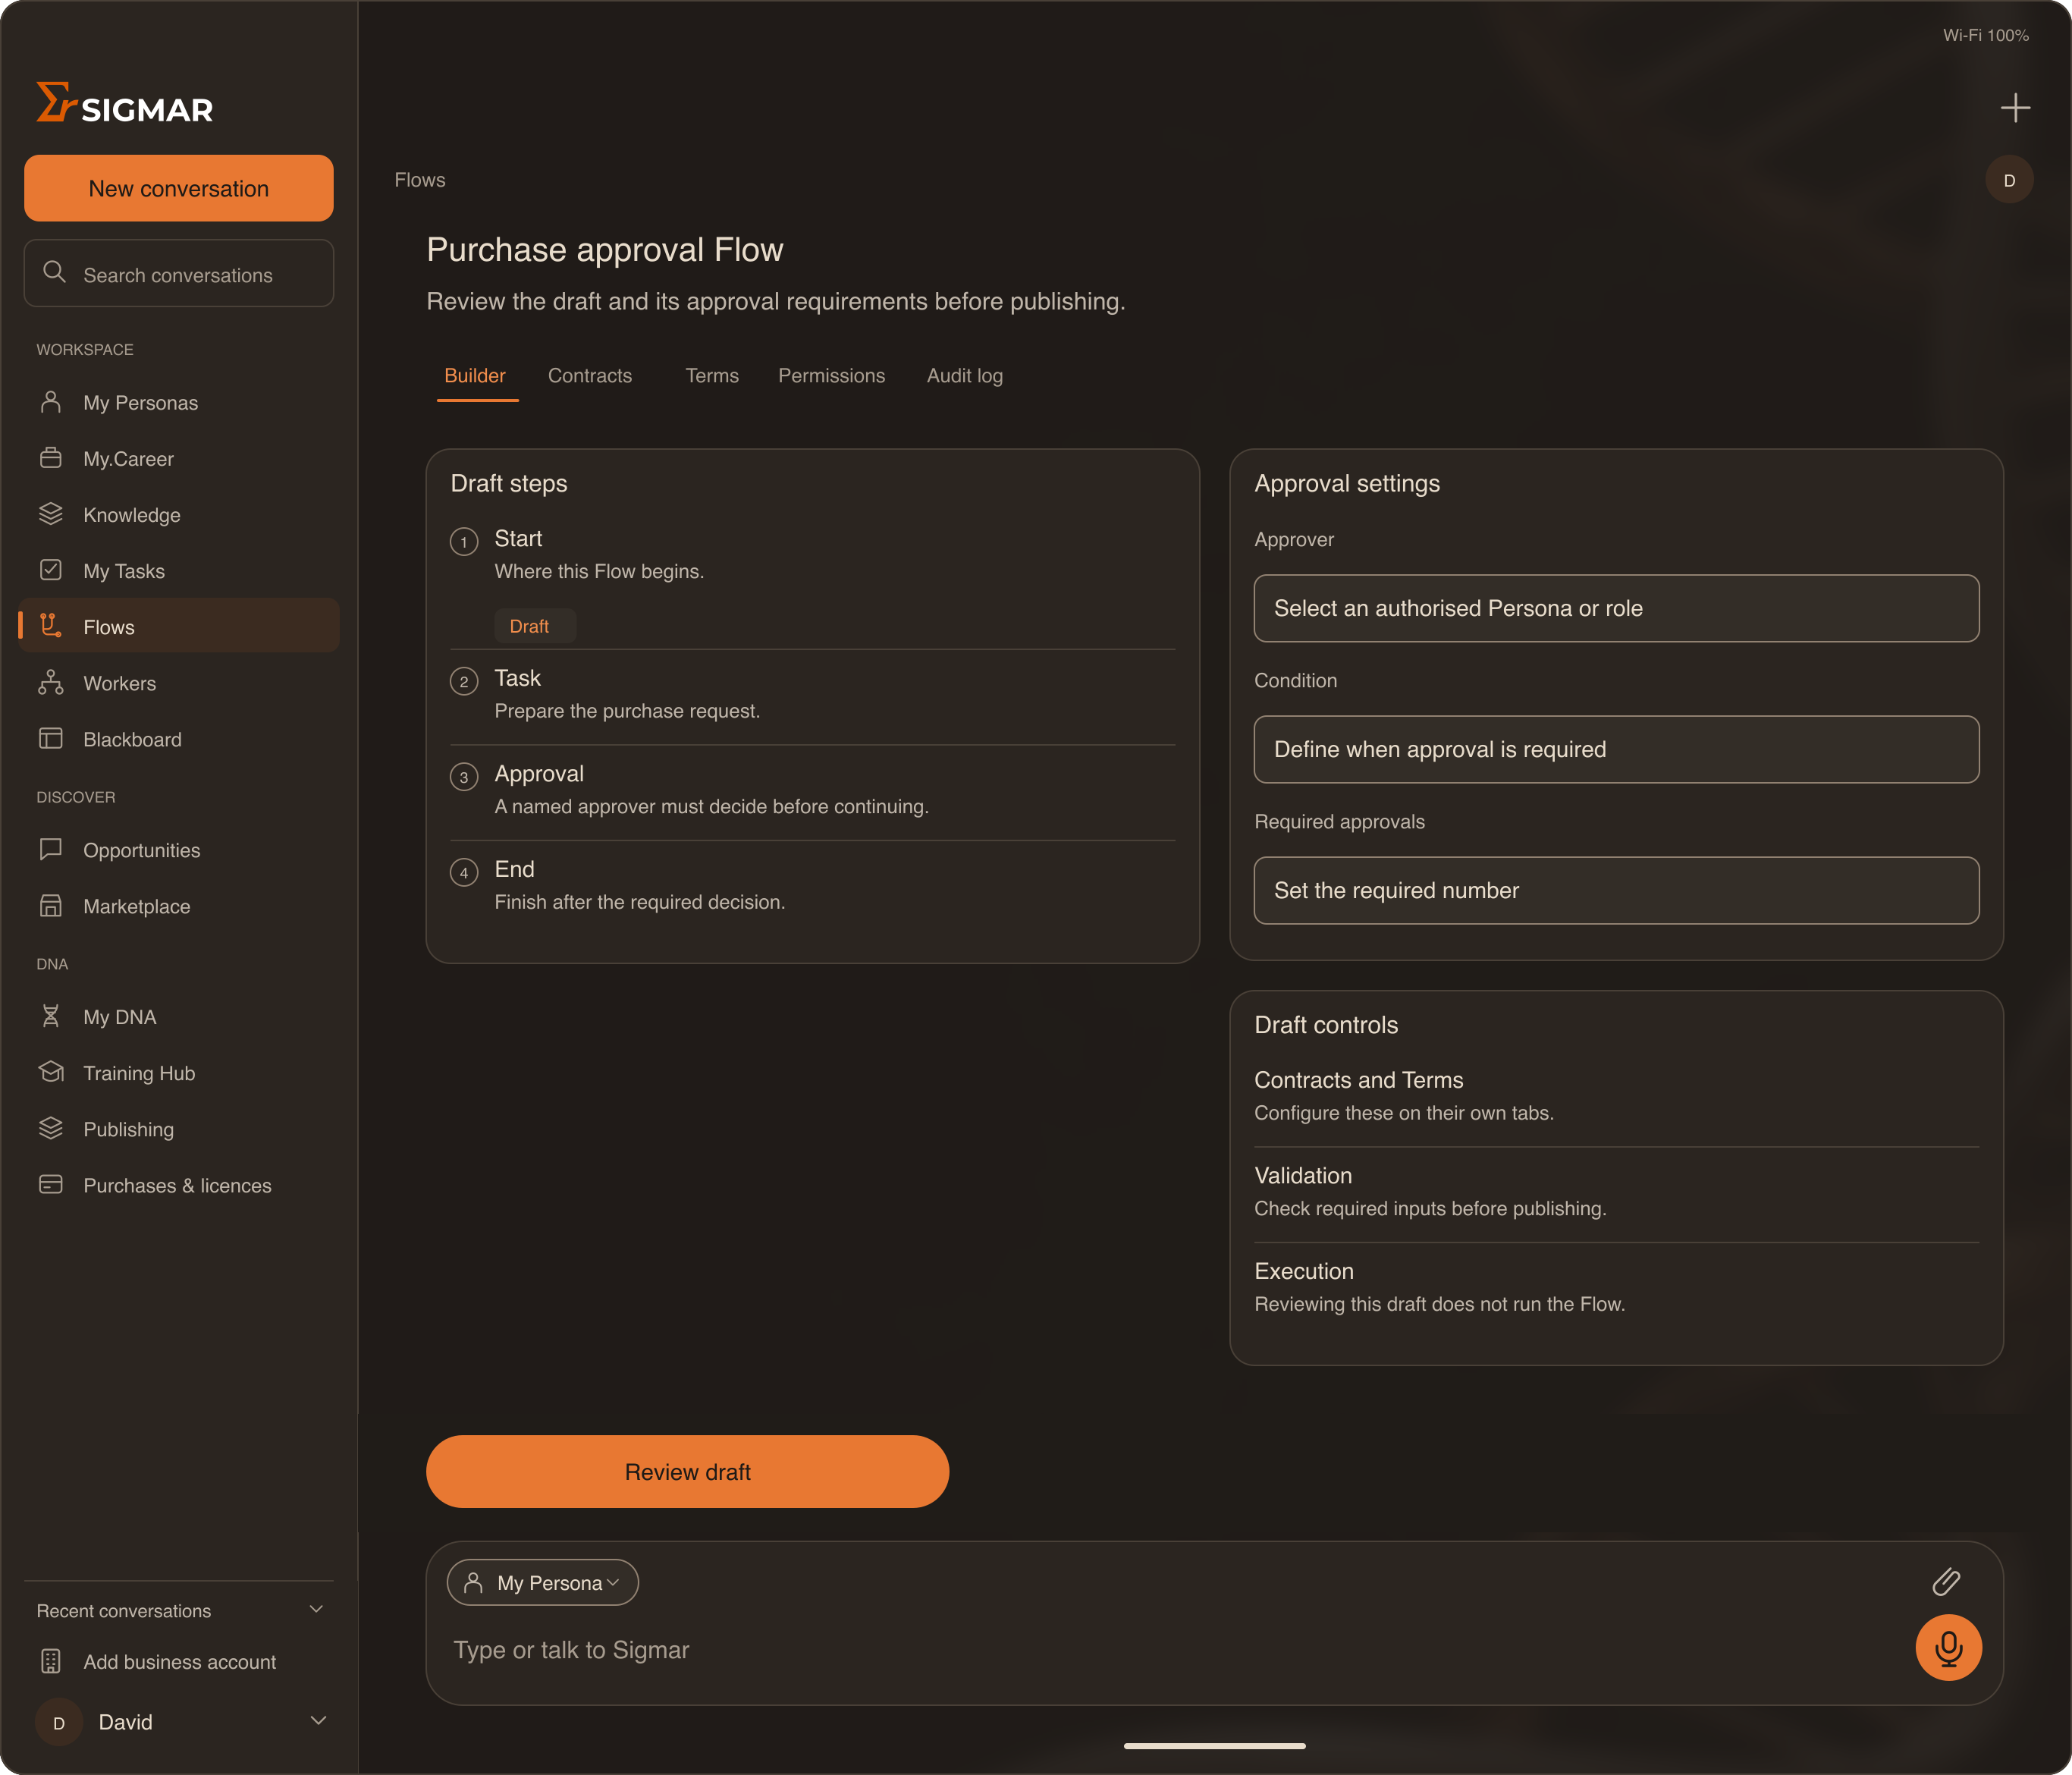 Wi-Fi 100%
SIGMAR
New conversation
Search conversations
WORKSPACE
My Personas
My.Career
Knowledge
My Tasks
Flows
Workers
Blackboard
DISCOVER
Opportunities
Marketplace
DNA
My DNA
Training Hub
Publishing
Purchases & licences
Recent conversations
Add business account
D
David
Flows
D
Purchase approval Flow
Review the draft and its approval requirements before publishing.
Builder
Contracts
Terms
Permissions
Audit log
Draft steps
1
Start
Where this Flow begins.
Draft
2
Task
Prepare the purchase request.
3
Approval
A named approver must decide before continuing.
4
End
Finish after the required decision.
Approval settings
Approver
Select an authorised Persona or role
Condition
Define when approval is required
Required approvals
Set the required number
Draft controls
Contracts and Terms
Configure these on their own tabs.
Validation
Check required inputs before publishing.
Execution
Reviewing this draft does not run the Flow.
Review draft
My Persona
Type or talk to Sigmar